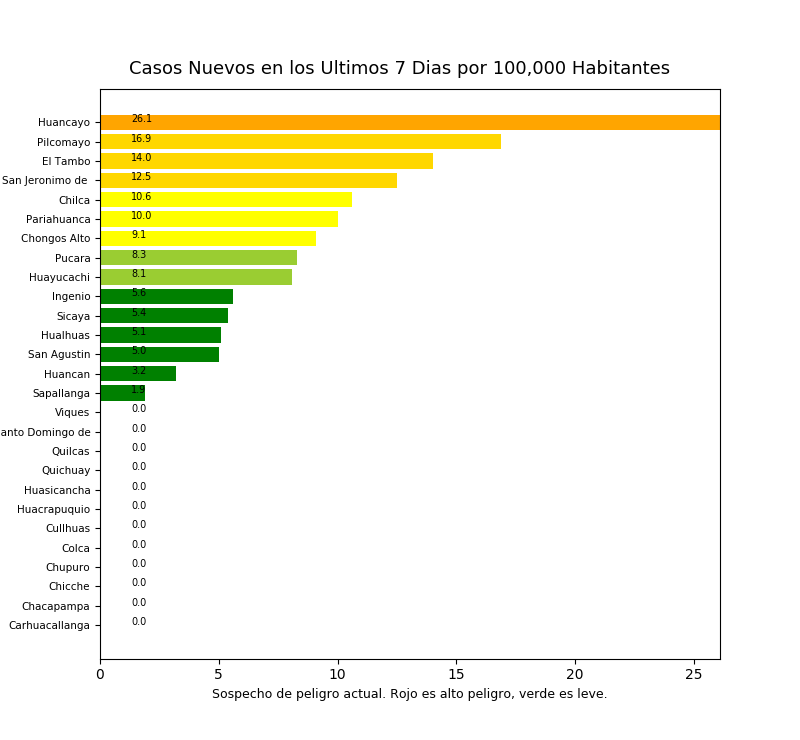 Casos Nuevos en los Ultimos 7 Dias por 100,000 Habitantes
Huancayo 26.1
Pilcomayo 16.9
El Tambo 14.0
San Jeronimo de 12.5
Chilca 10.6
Pariahuanca 10.0
Chongos Alto 9.1
Pucara 8.3
Huayucachi 8.1
Ingenio 5.6
Sicaya 5.4
Hualhuas 5.1
San Agustin 5.0
Huancan 3.2
Sapallanga 1.9
Viques 0.0
anto Domingo de 0.0
Quilcas 0.0
Quichuay 0.0
Huasicancha 0.0
Huacrapuquio 0.0
Cullhuas 0.0
Colca 0.0
Chupuro 0.0
Chicche 0.0
Chacapampa 0.0
Carhuacallanga 0.0
0 5 10 15 20 25
Sospecho de peligro actual. Rojo es alto peligro, verde es leve.